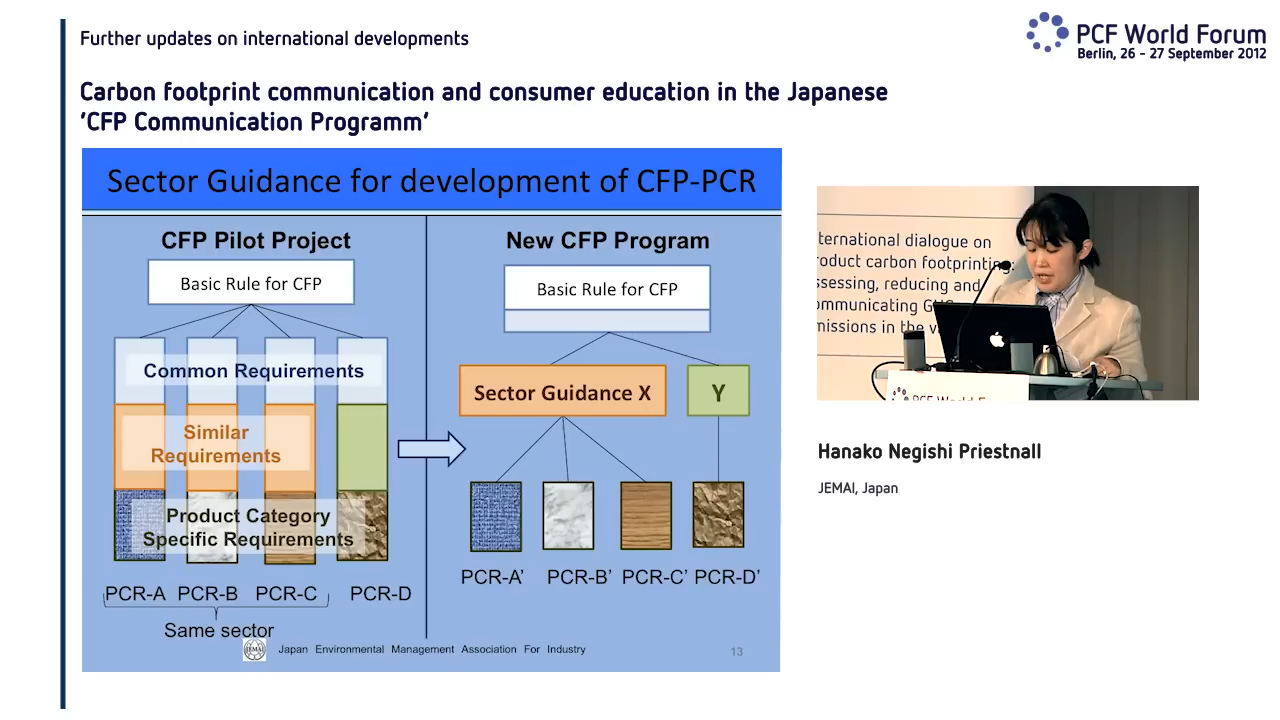 Further updates on international developments
PCF World Forum
Berlin, 26 – 27 September 2012
Carbon footprint communication and consumer education in the Japanese
‘CFP Communication Programm‘
Sector Guidance for development of CFP-PCR
CFP Pilot Project
Basic Rule for CFP
Common Requirements
Similar
Requirements
Product Category
Specific Requirements
PCR-A PCR-B PCR-C PCR-D
Same sector
New CFP Program
Basic Rule for CFP
Sector Guidance X
Y
PCR-A’ PCR-B’ PCR-C’ PCR-D’
JEMAI
Japan Environmental Management Association For Industry
13
ternational dialogue on
roduct carbon footprinting:
ssessing, reducing and
ommunicating GH
missions in the v
PCF World F
Hanako Negishi Priestnall
JEMAI, Japan